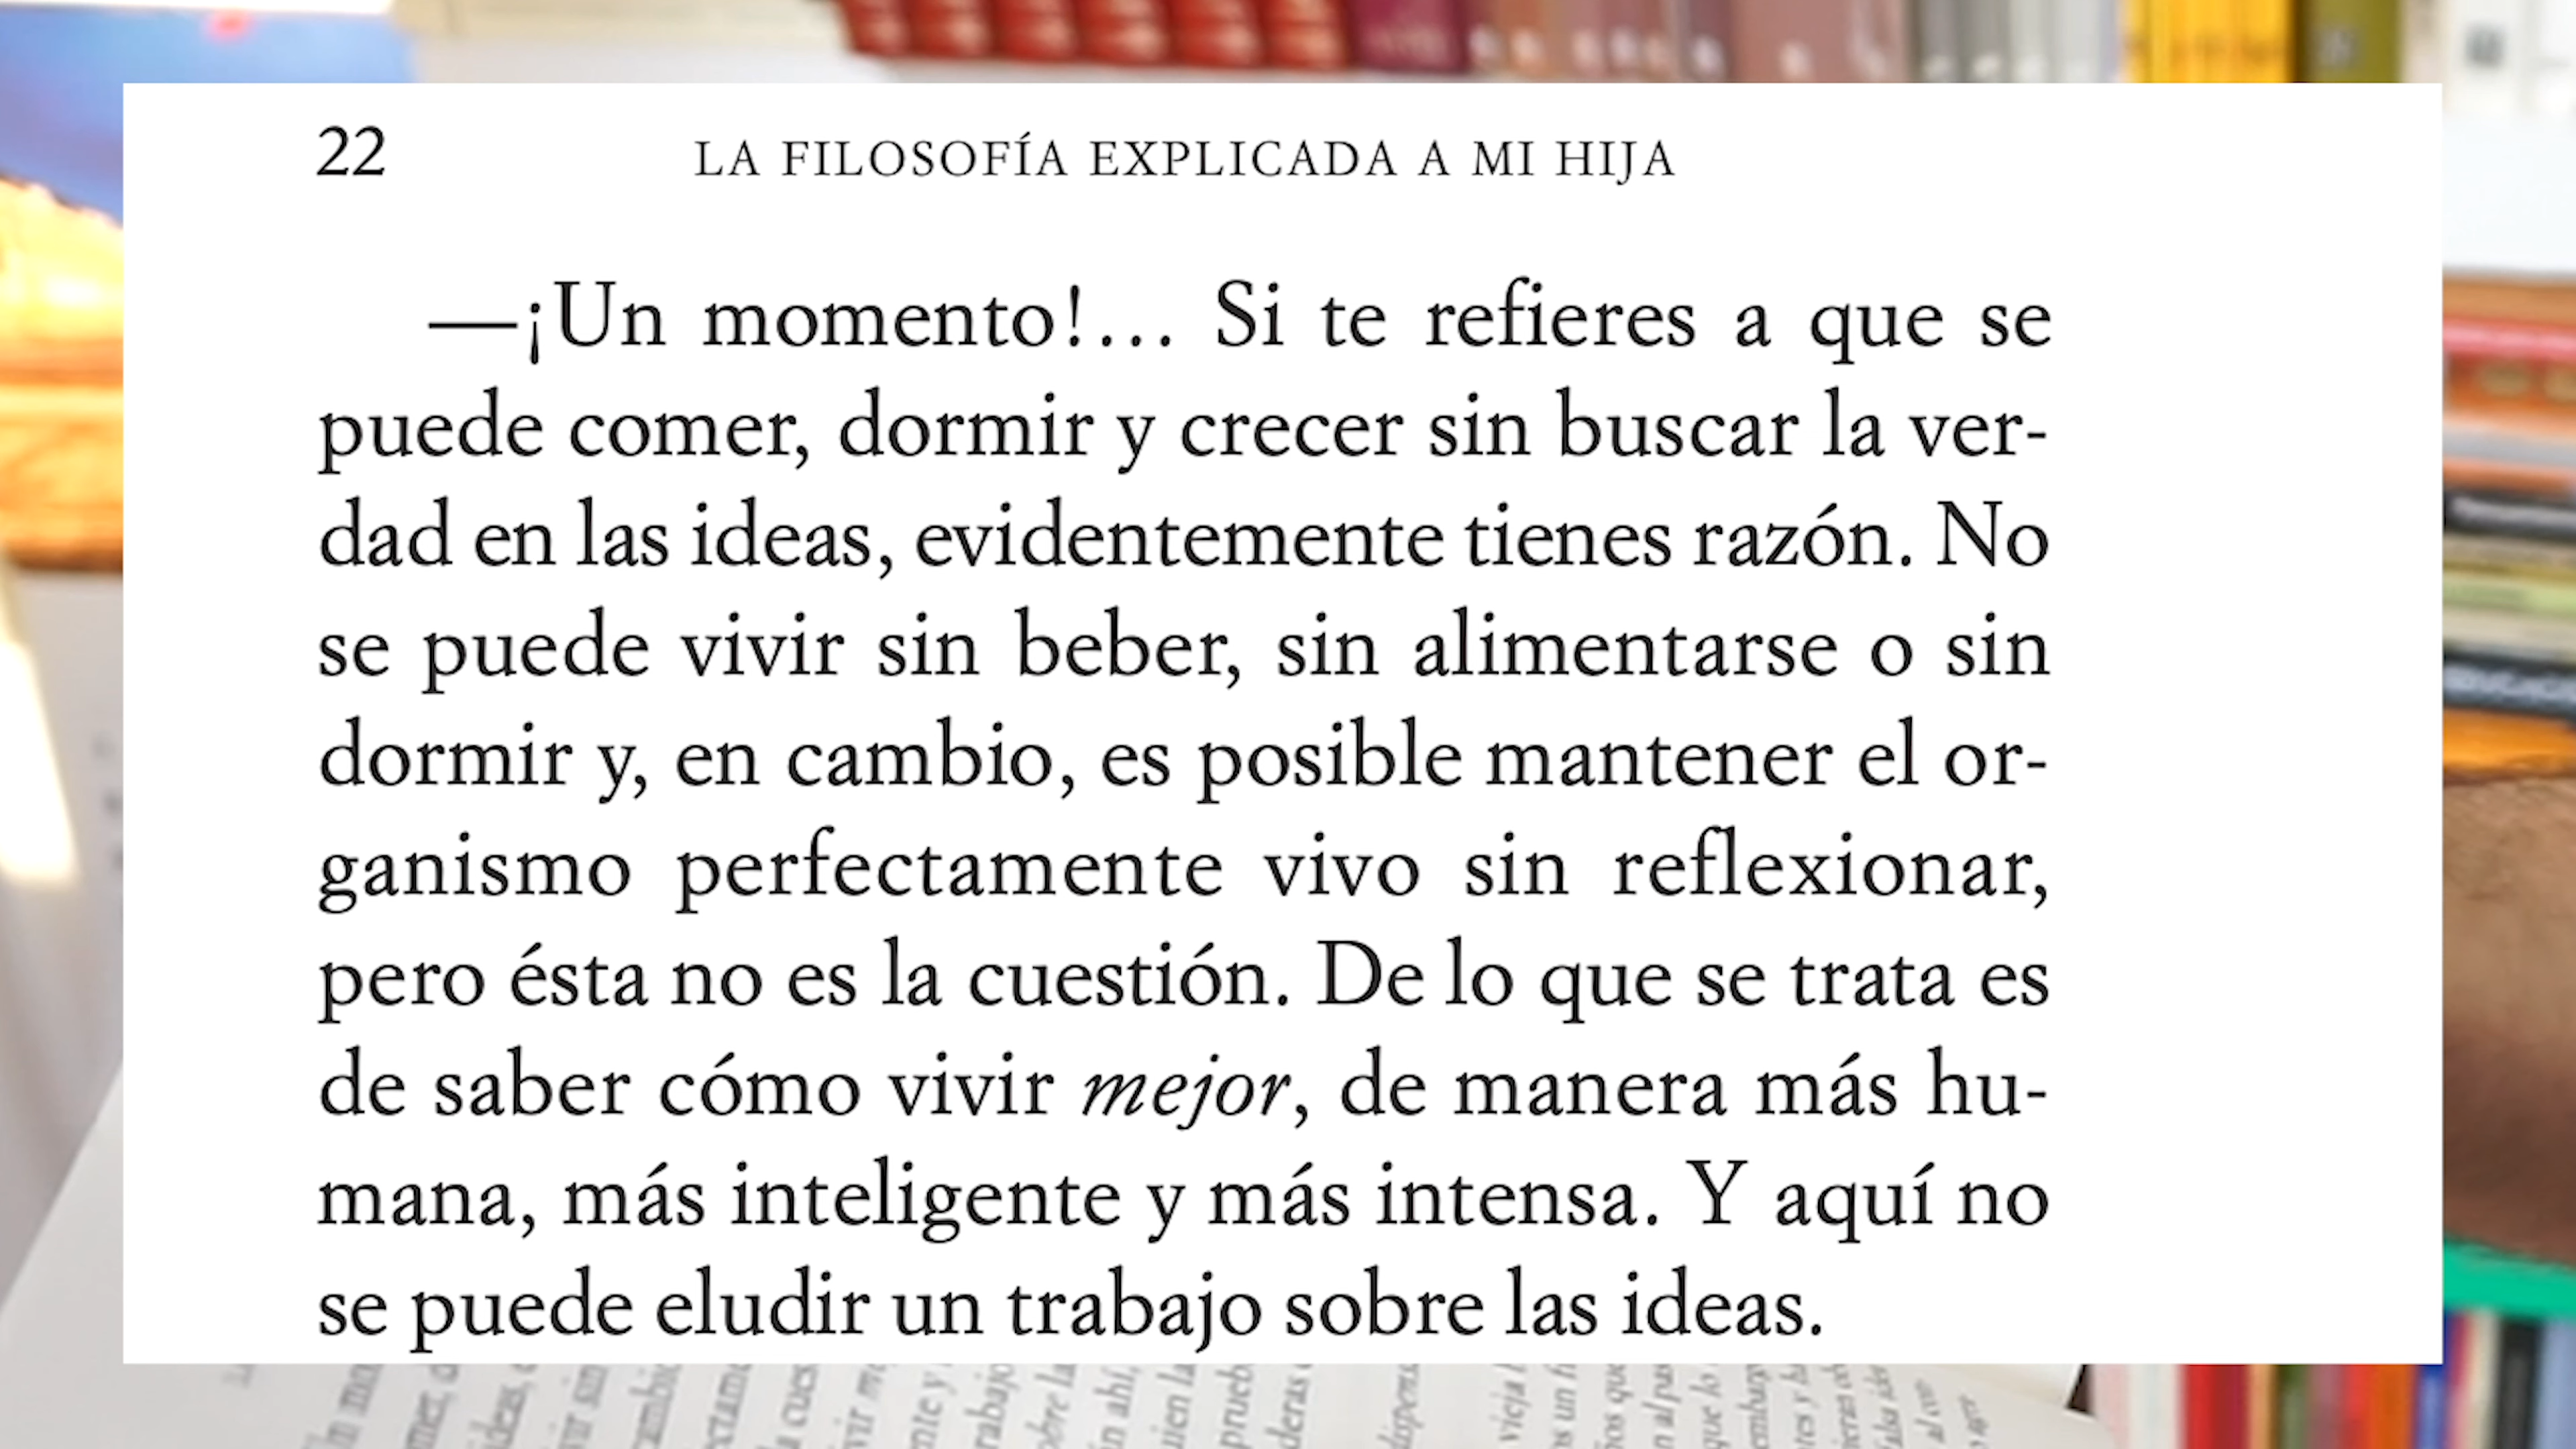 22 LA FILOSOFÍA EXPLICADA A MI HIJA
—¡Un momento!... Si te refieres a que se
puede comer, dormir y crecer sin buscar la ver-
dad en las ideas, evidentemente tienes razón. No
se puede vivir sin beber, sin alimentarse o sin
dormir y, en cambio, es posible mantener el or-
ganismo perfectamente vivo sin reflexionar,
pero ésta no es la cuestión. De lo que se trata es
de saber cómo vivir mejor, de manera más hu-
mana, más inteligente y más intensa. Y aquí no
se puede eludir un trabajo sobre las ideas.